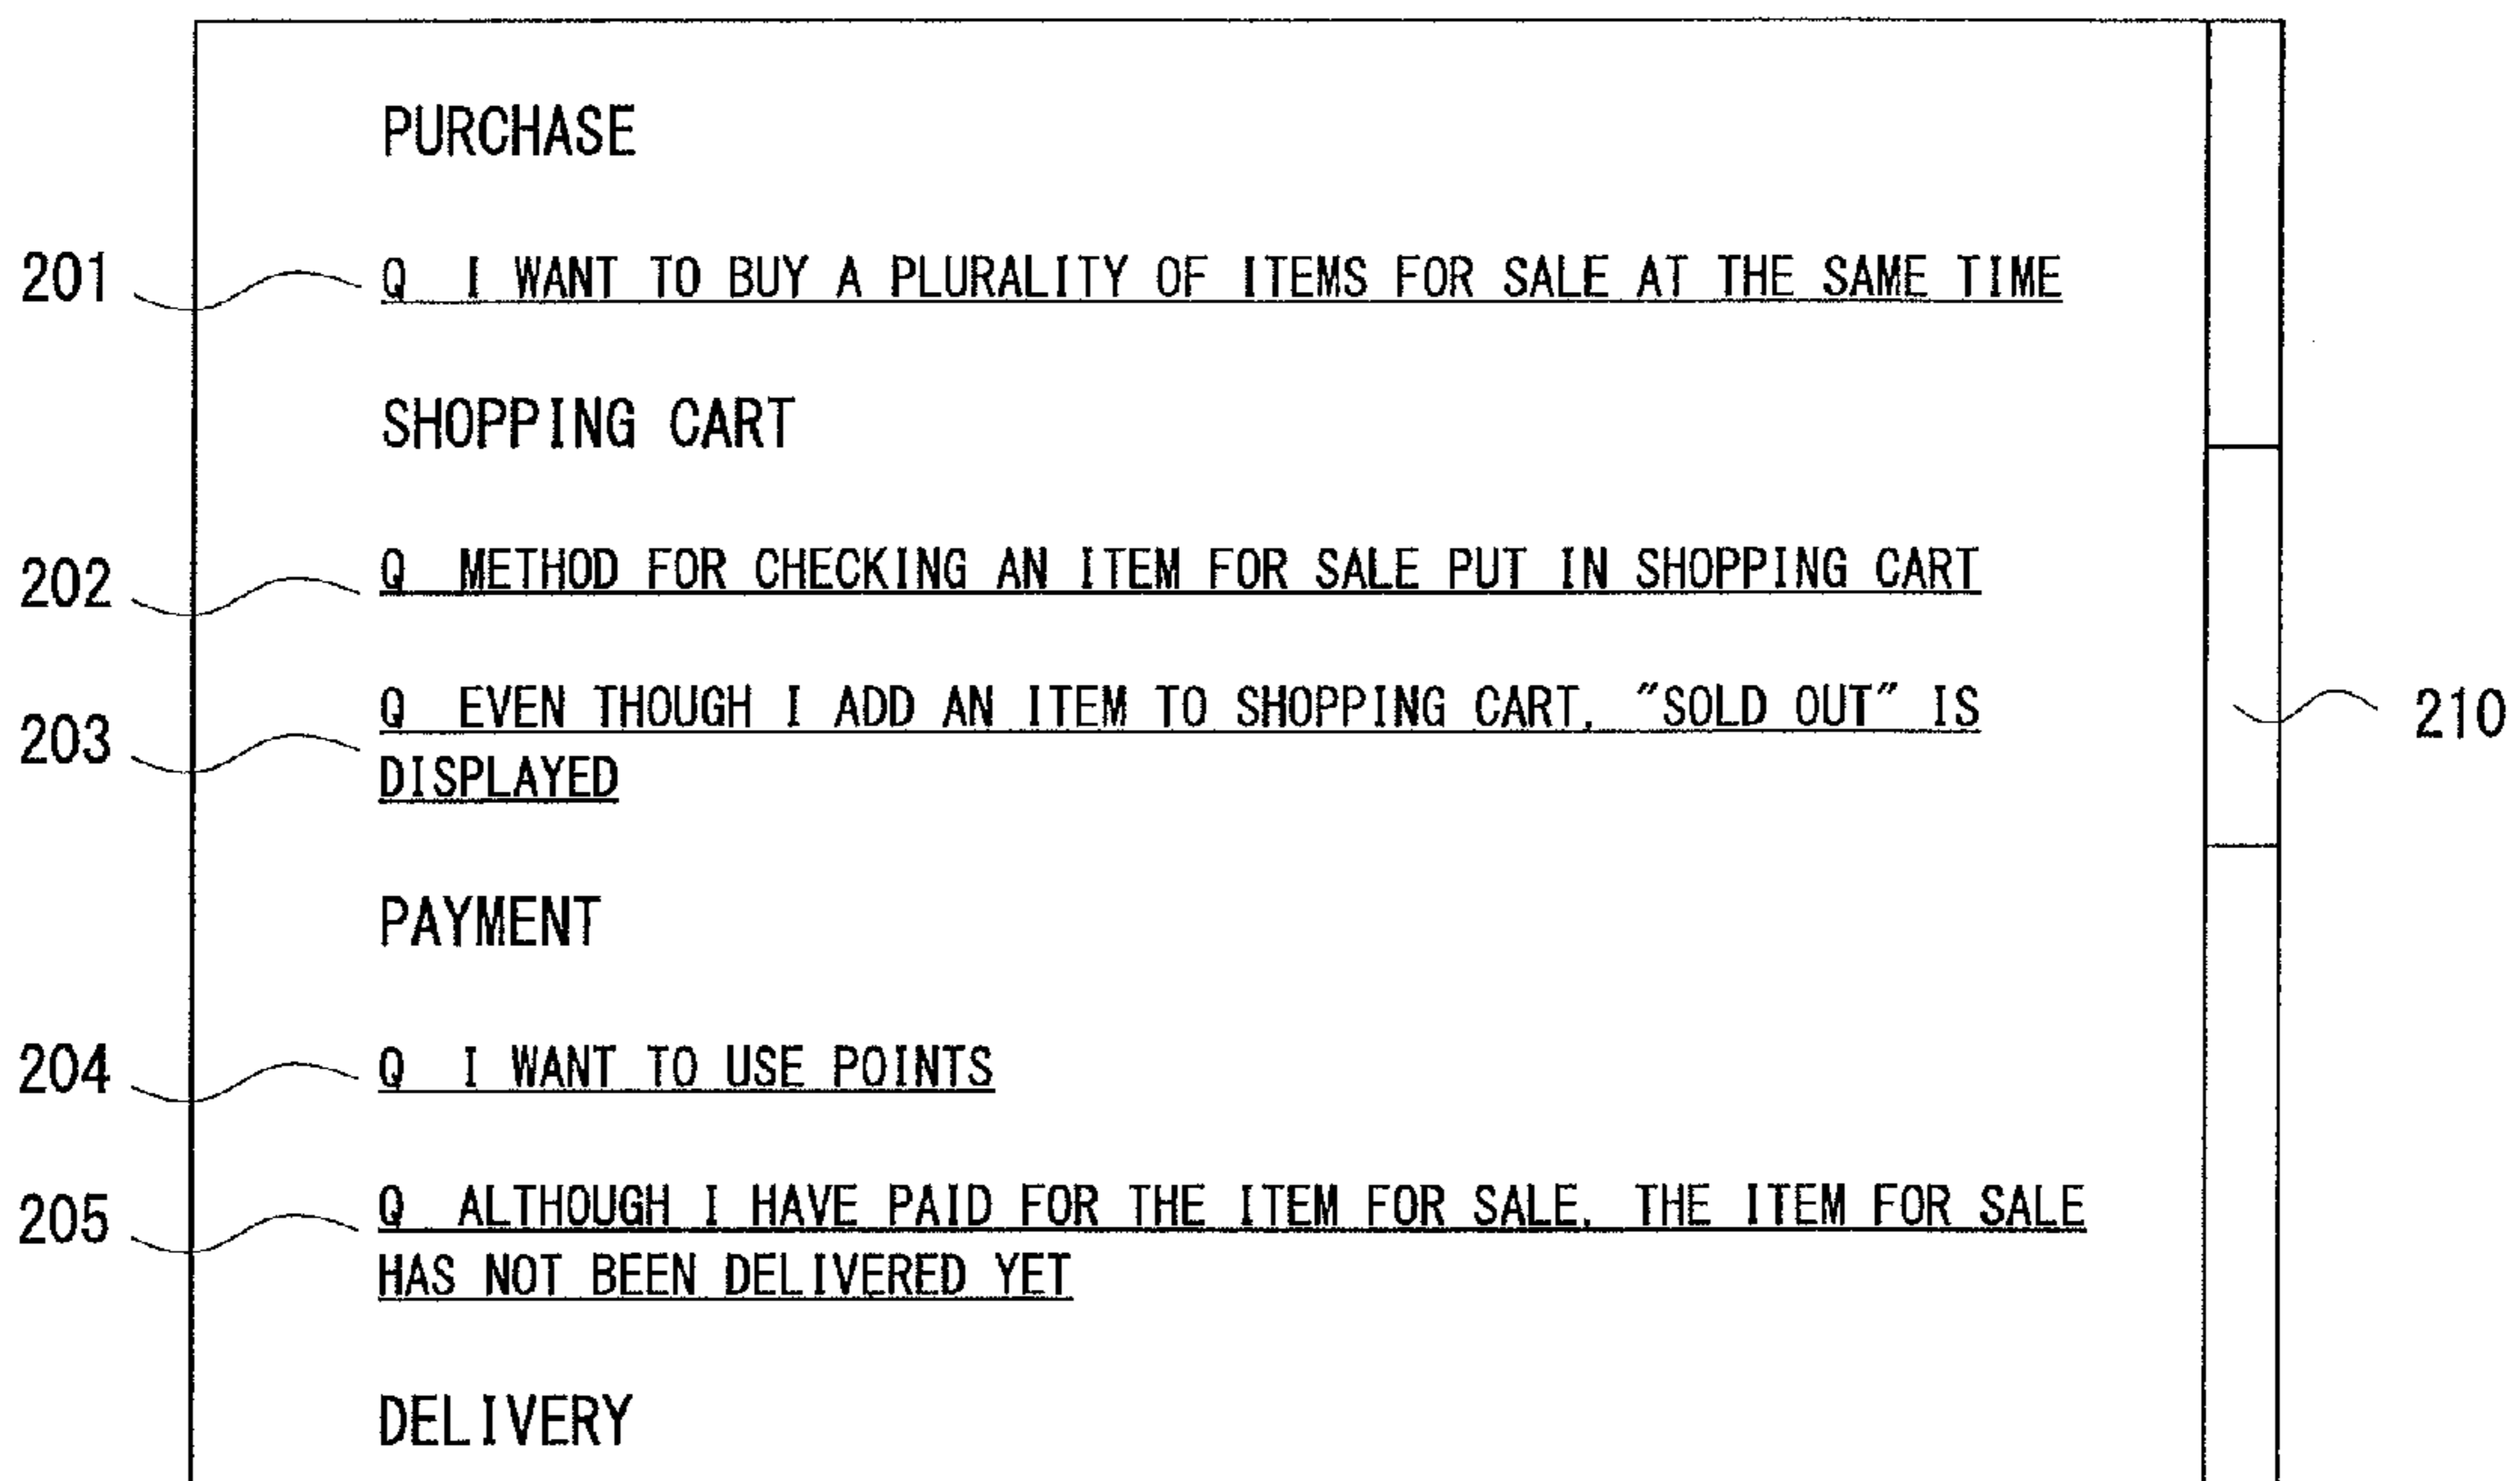 PURCHASE
201 Q I WANT TO BUY A PLURALITY OF ITEMS FOR SALE AT THE SAME TIME
SHOPPING CART
202 Q METHOD FOR CHECKING AN ITEM FOR SALE PUT IN SHOPPING CART
203 Q EVEN THOUGH I ADD AN ITEM TO SHOPPING CART, "SOLD OUT" IS
DISPLAYED
210
PAYMENT
204 Q I WANT TO USE POINTS
205 Q ALTHOUGH I HAVE PAID FOR THE ITEM FOR SALE, THE ITEM FOR SALE
HAS NOT BEEN DELIVERED YET
DELIVERY